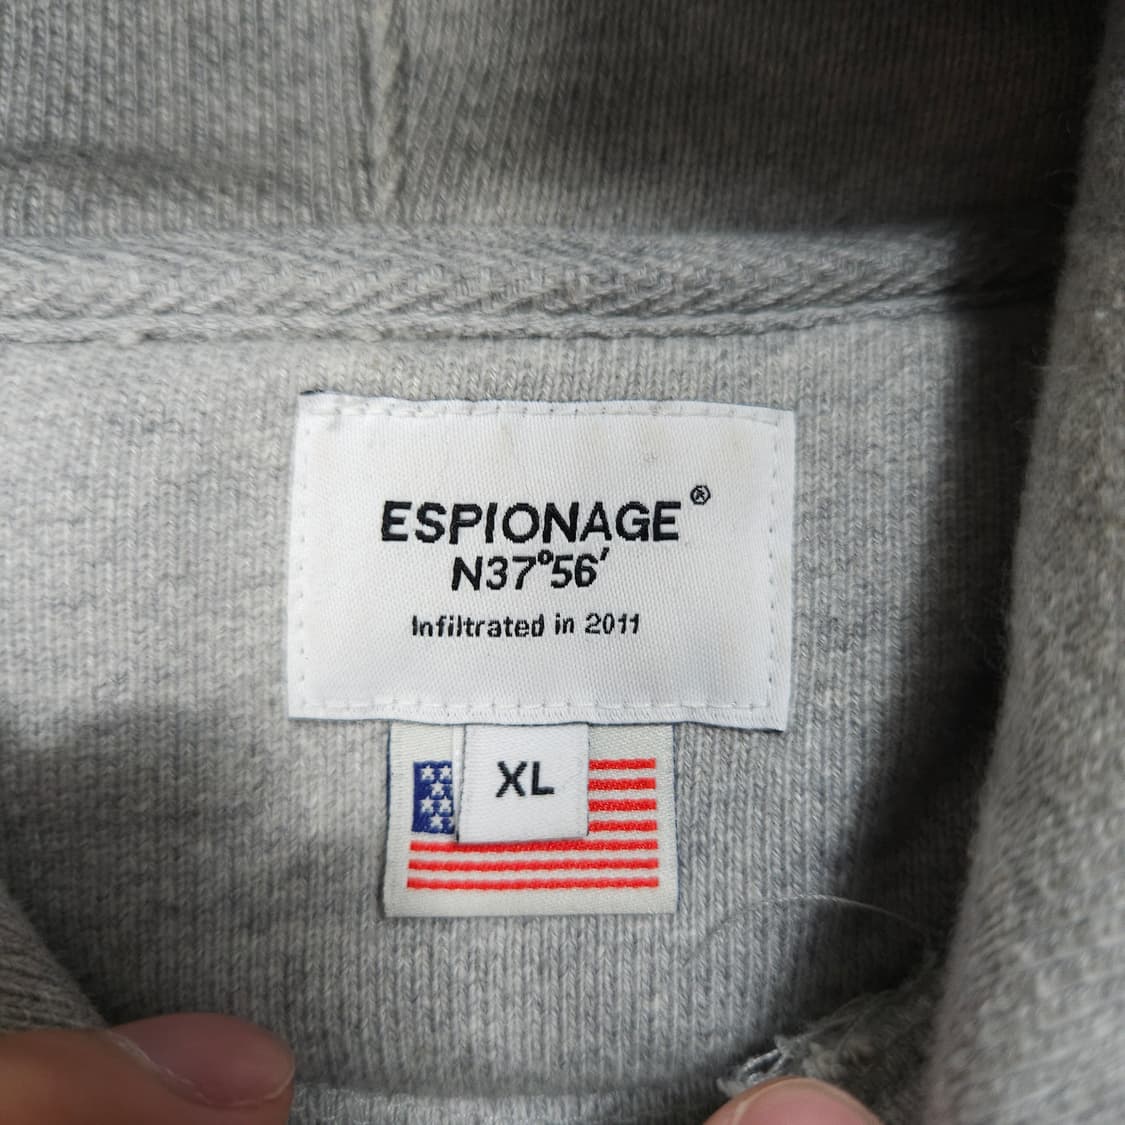 ESPIONAGE®
N37°56′
Infiltrated in 2011
XL